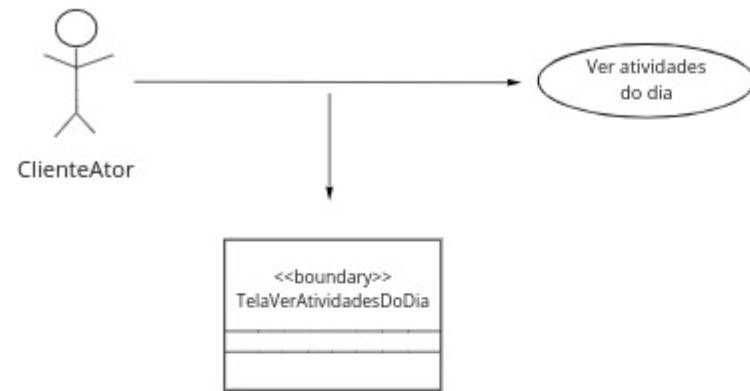 Ver atividades
do dia
ClienteAtor
<<boundary>>
TelaVerAtividadesDoDia